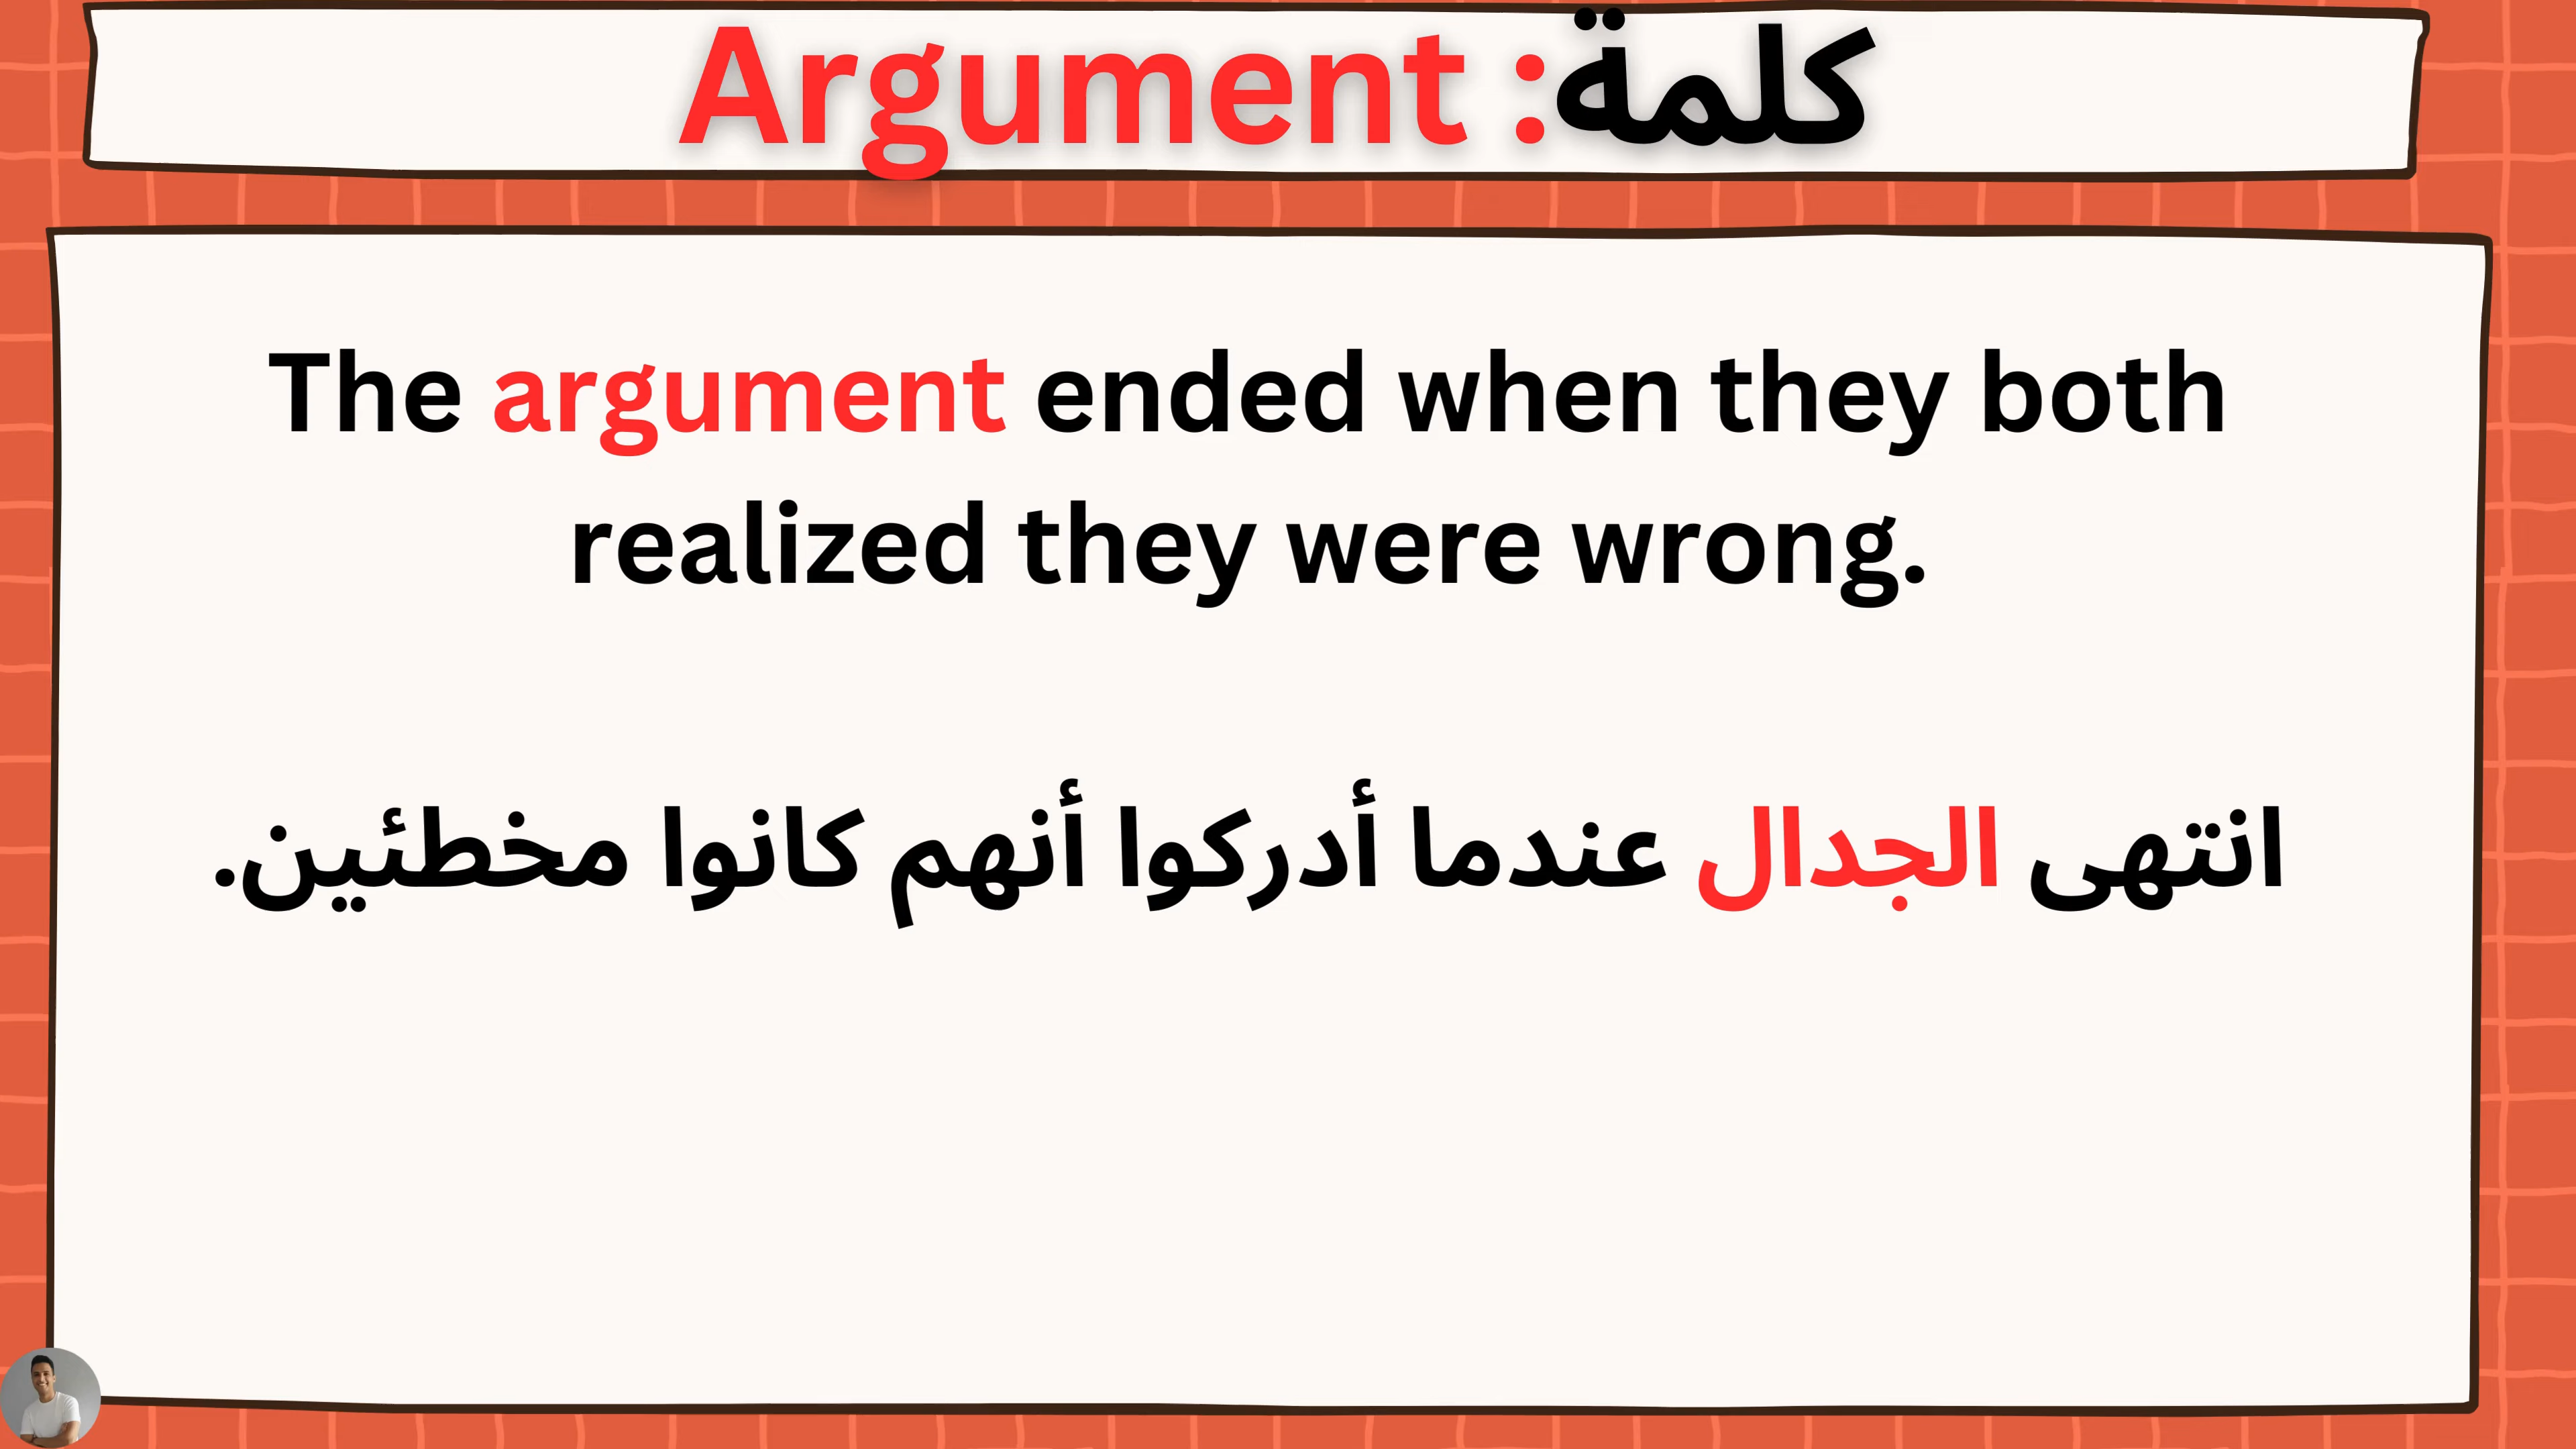 كلمة: Argument
The argument ended when they both
realized they were wrong.
انتهى الجدال عندما أدركوا أنهم كانوا مخطئين.